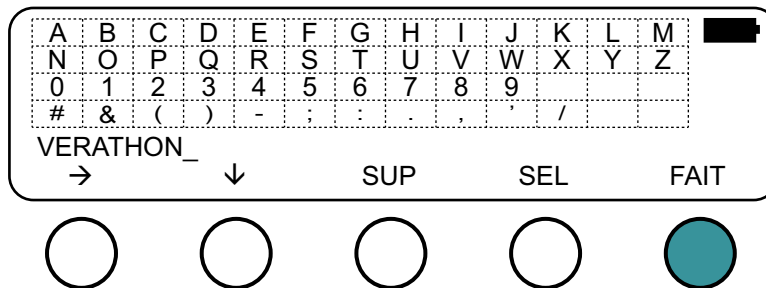 A B C D E F G H I J K L M
N O P Q R S T U V W X Y Z
0 1 2 3 4 5 6 7 8 9
# & ( ) - ; : . , ’ /
VERATHON_
→ ↓ SUP SEL FAIT